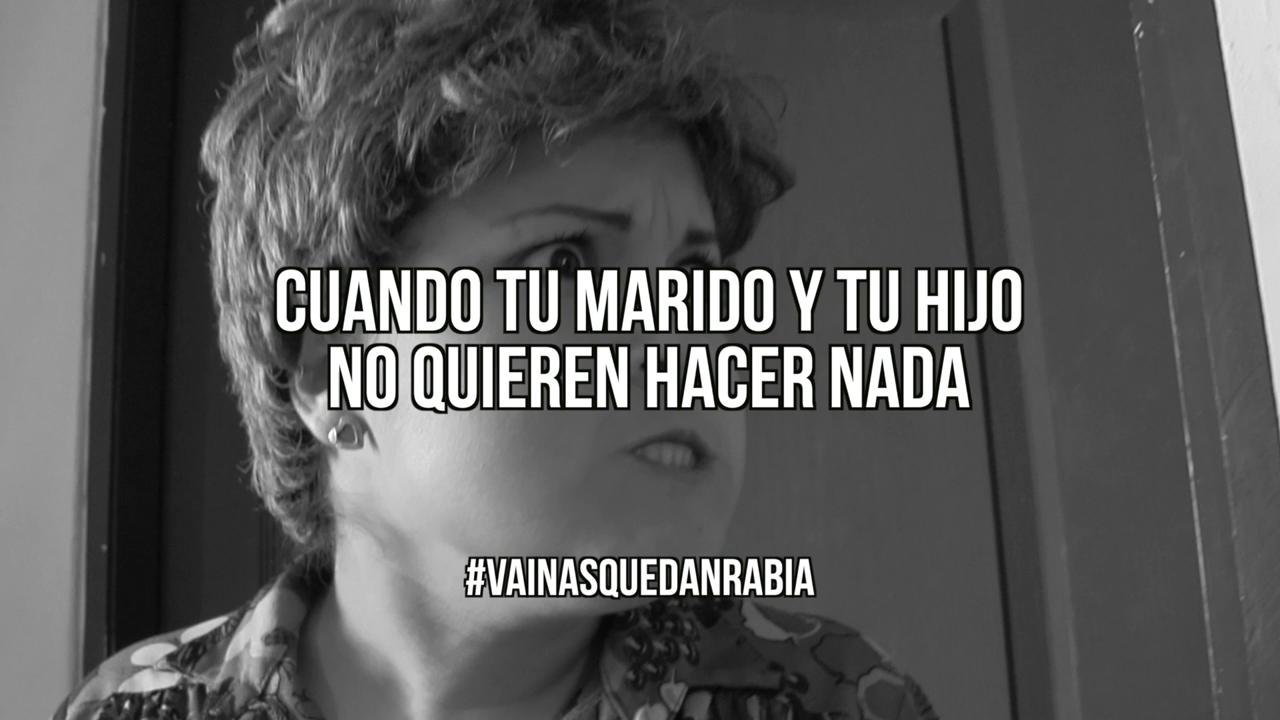 CUANDO TU MARIDO Y TU HIJO
NO QUIEREN HACER NADA
#VAINASQUEDANRABIA